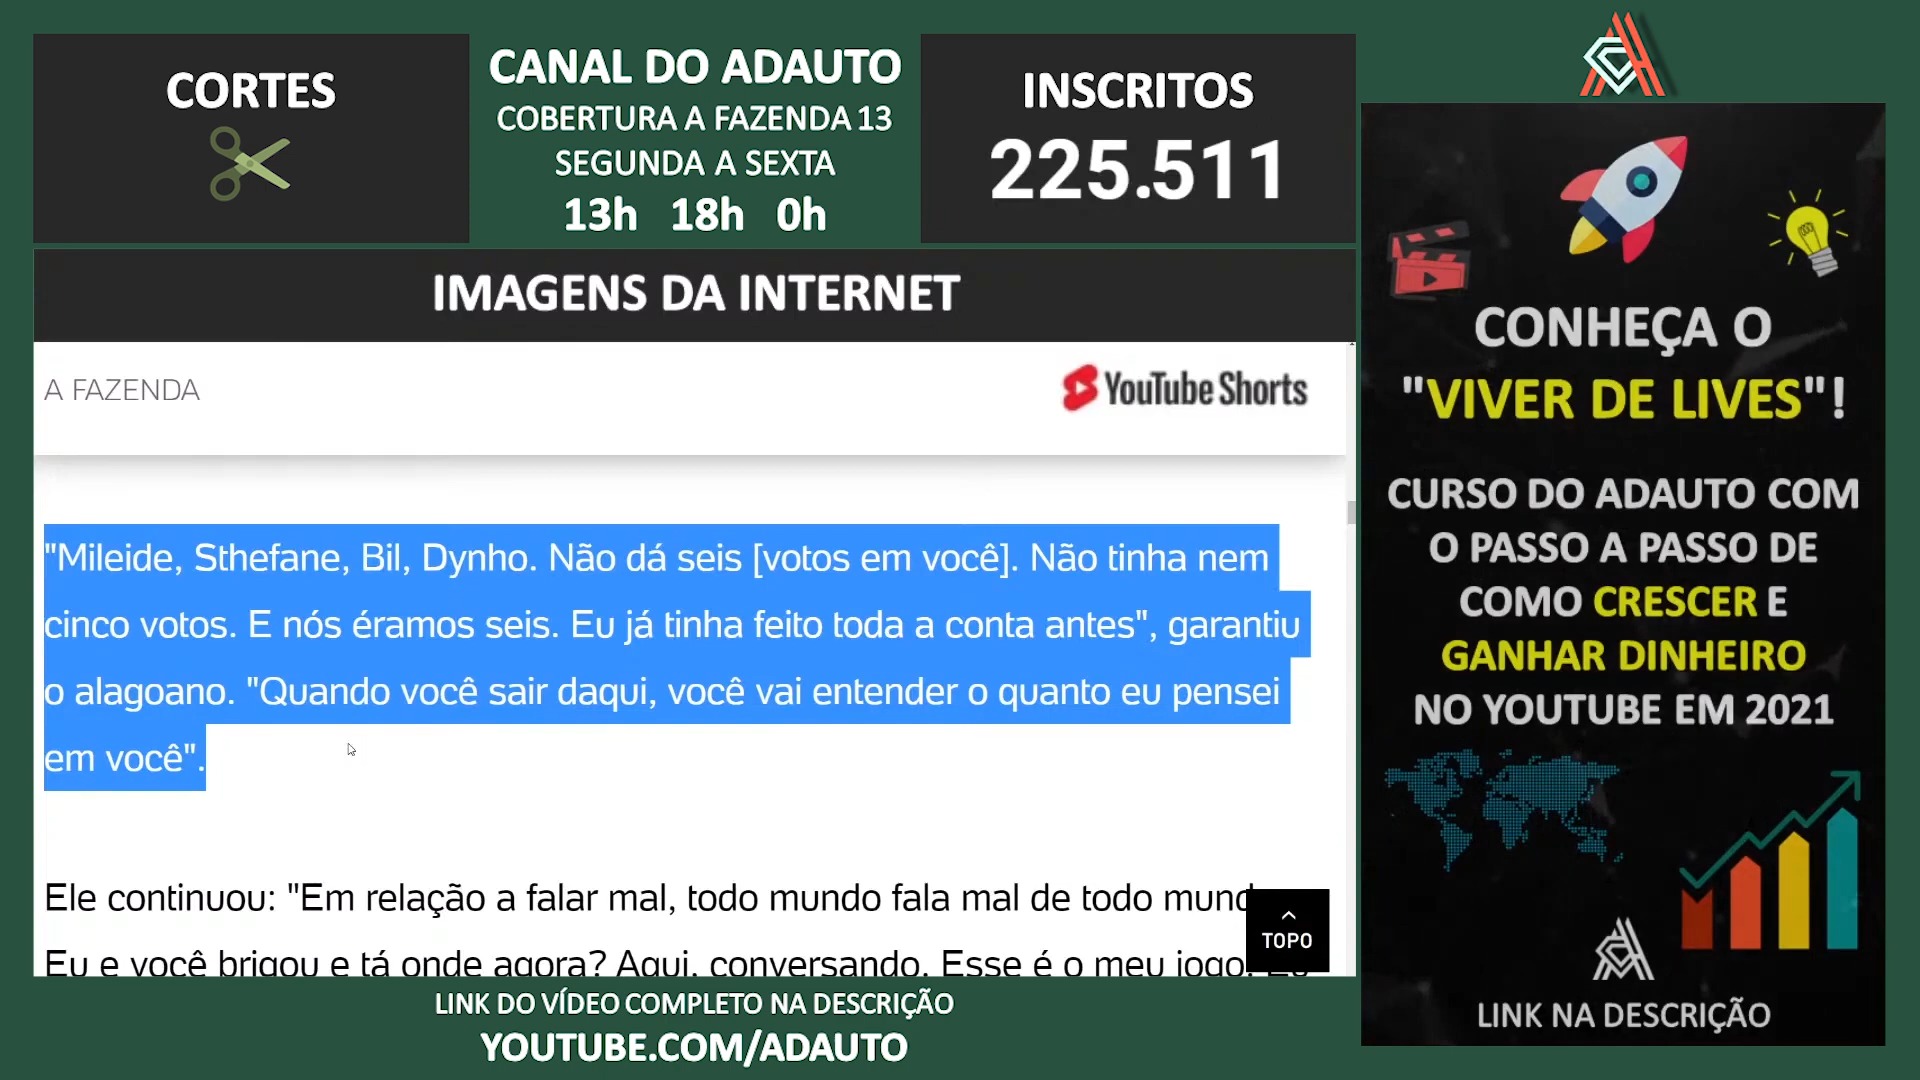 CORTES
CANAL DO ADAUTO
COBERTURA A FAZENDA 13
SEGUNDA A SEXTA
13h 18h 0h
INSCRITOS
225.511
IMAGENS DA INTERNET
A FAZENDA
YouTube Shorts
"Mileide, Sthefane, Bil, Dynho. Não dá seis [votos em você]. Não tinha nem
cinco votos. E nós éramos seis. Eu já tinha feito toda a conta antes", garantiu
o alagoano. "Quando você sair daqui, você vai entender o quanto eu pensei
em você".
Ele continuou: "Em relação a falar mal, todo mundo fala mal de todo
Eu e você brigou e tá onde agora? Aqui, conversando. Esse é o meu jogo.
TOPO
LINK DO VÍDEO COMPLETO NA DESCRIÇÃO
YOUTUBE.COM/ADAUTO
CONHEÇA O
"VIVER DE LIVES"!
CURSO DO ADAUTO COM
O PASSO A PASSO DE
COMO CRESCER E
GANHAR DINHEIRO
NO YOUTUBE EM 2021
LINK NA DESCRIÇÃO